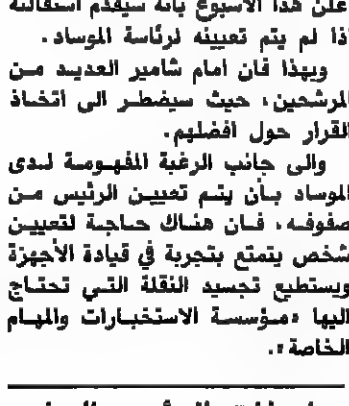 علن هذا الأسبوع بأنه سيقدم استقالته
اذا لم يتم تعيينه لرئاسة الموساد.
وبهذا فان امام شامير العديد من
المرشحين، حيث سيضطر الى اتخاذ
القرار حول افضلهم.
والى جانب الرغبة المفهومة لدى
الموساد بأن يتم تعيين الرئيس من
صفوفه، فان هناك حاجة لتعيين
شخص يتمتع بتجربة في قيادة الأجهزة
ويستطيع تجسيد النقلة التي تحتاج
اليها «مؤسسة الاستخبارات والمهام
الخاصة».